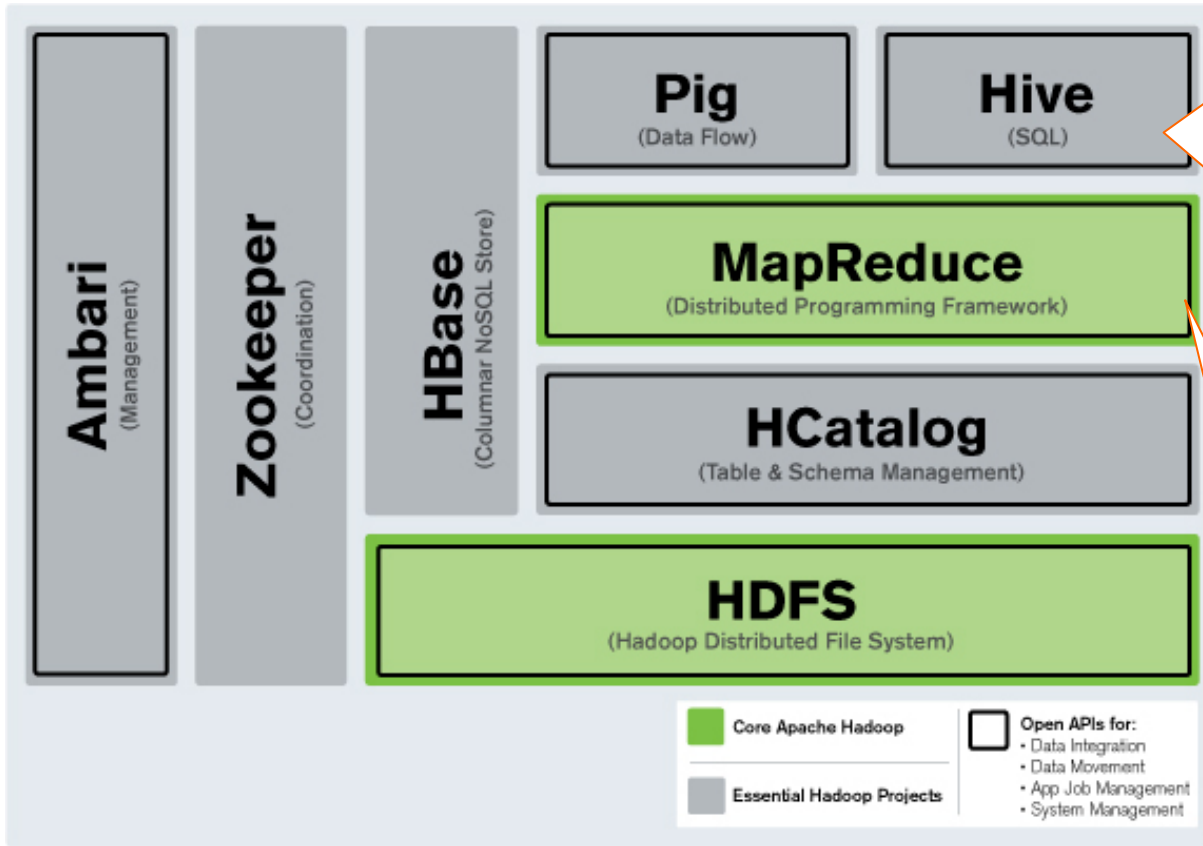 Ambari
(Management)
Zookeeper
(Coordination)
HBase
(Columnar NoSQL Store)
Pig
(Data Flow)
Hive
(SQL)
MapReduce
(Distributed Programming Framework)
HCatalog
(Table & Schema Management)
HDFS
(Hadoop Distributed File System)
Core Apache Hadoop
Essential Hadoop Projects
Open APIs for:
• Data Integration
• Data Movement
• App Job Management
• System Management